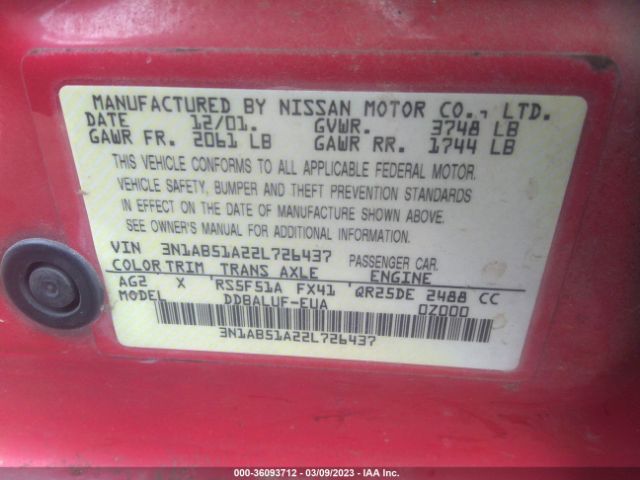 MANUFACTURED BY NISSAN MOTOR CO., LTD.
DATE 12/01. GVWR. 3748 LB
GAWR FR. 2061 LB GAWR RR. 1744 LB
THIS VEHICLE CONFORMS TO ALL APPLICABLE FEDERAL MOTOR
VEHICLE SAFETY, BUMPER AND THEFT PREVENTION STANDARDS
IN EFFECT ON THE DATE OF MANUFACTURE SHOWN ABOVE.
SEE OWNER'S MANUAL FOR ADDITIONAL INFORMATION.
VIN 3N1AB51A22L726437 PASSENGER CAR.
COLOR TRIM TRANS AXLE ENGINE
AG2 X RS5F51A FX41 QR25DE 2488 CC
MODEL DDBALUF-EUA 0Z000
3N1AB51A22L726437
000-36093712 - 03/09/2023 - IAA Inc.